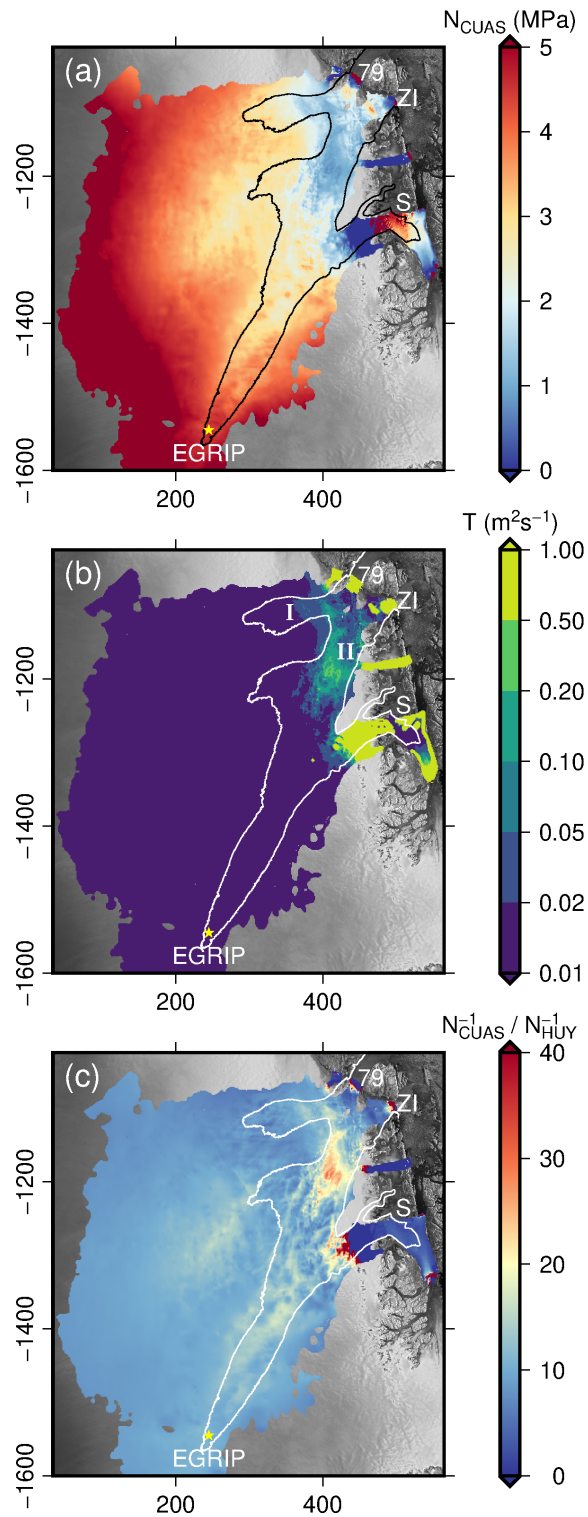 N_CUAS (MPa)
(a)
79
ZI
S
EGRIP
−1200
−1400
−1600
200
400
5
4
3
2
1
0
T (m²s⁻¹)
(b)
I
II
79
ZI
S
EGRIP
−1200
−1400
−1600
200
400
1.00
0.50
0.20
0.10
0.05
0.02
0.01
N⁻¹_CUAS / N⁻¹_HUY
(c)
79
ZI
S
EGRIP
−1200
−1400
−1600
200
400
40
30
20
10
0